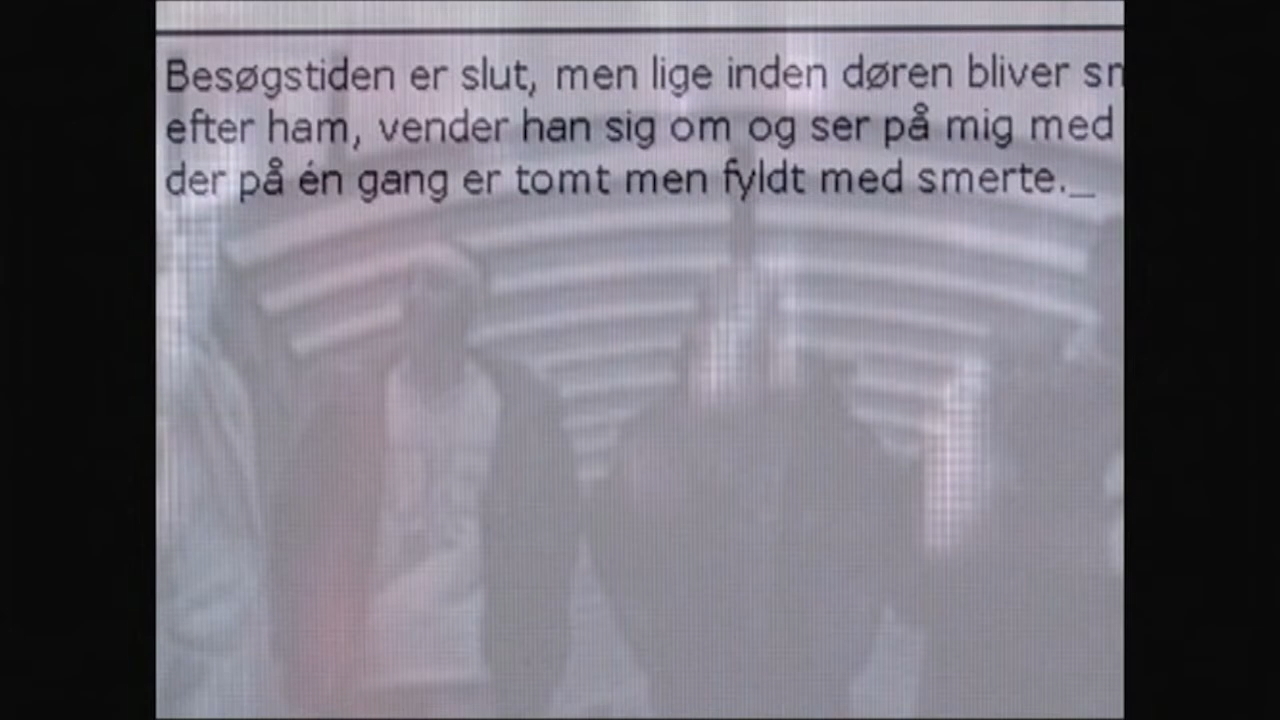 Besøgstiden er slut, men lige inden døren bliver
efter ham, vender han sig om og ser på mig med
der på én gang er tomt men fyldt med smerte._